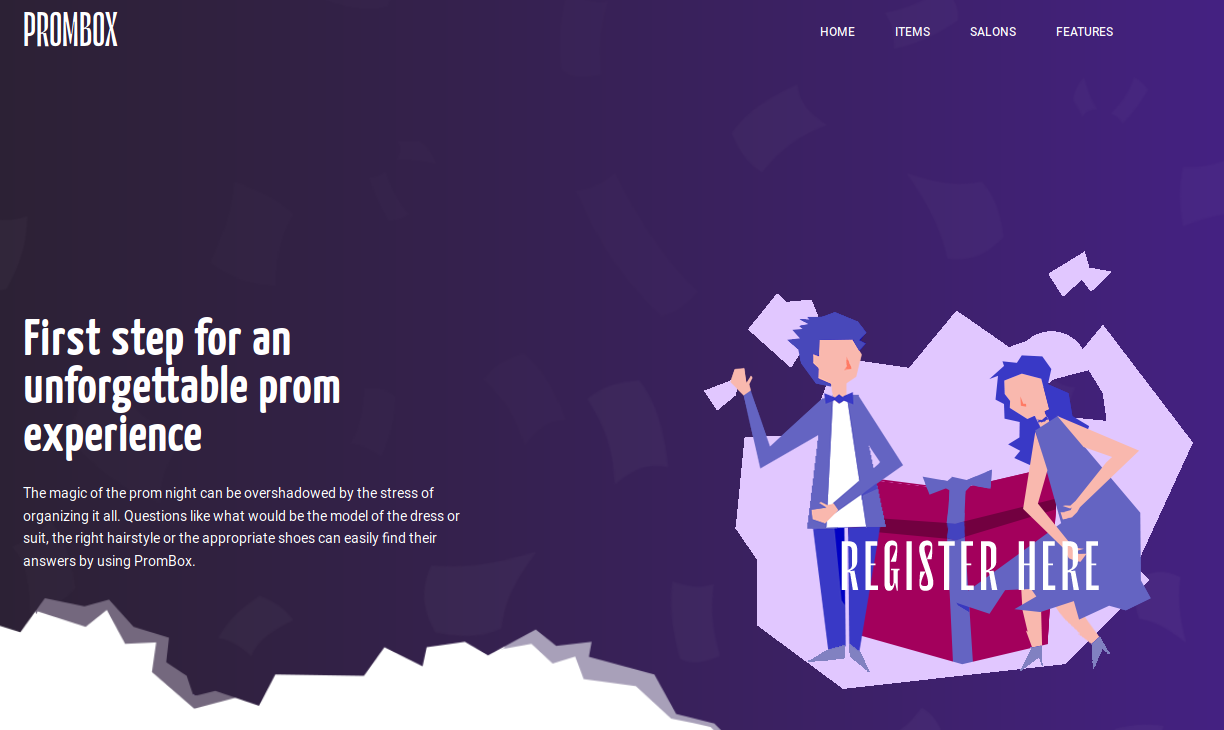 PROMBOX
HOME ITEMS SALONS FEATURES
First step for an
unforgettable prom
experience
The magic of the prom night can be overshadowed by the stress of
organizing it all. Questions like what would be the model of the dress or
suit, the right hairstyle or the appropriate shoes can easily find their
answers by using PromBox.
REGISTER HERE